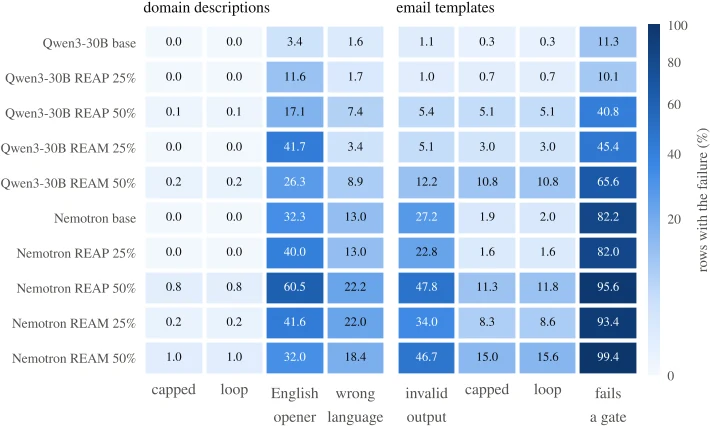 domain descriptions email templates
Qwen3-30B base 0.0 0.0 3.4 1.6 1.1 0.3 0.3 11.3
Qwen3-30B REAP 25% 0.0 0.0 11.6 1.7 1.0 0.7 0.7 10.1
Qwen3-30B REAP 50% 0.1 0.1 17.1 7.4 5.4 5.1 5.1 40.8
Qwen3-30B REAM 25% 0.0 0.0 41.7 3.4 5.1 3.0 3.0 45.4
Qwen3-30B REAM 50% 0.2 0.2 26.3 8.9 12.2 10.8 10.8 65.6
Nemotron base 0.0 0.0 32.3 13.0 27.2 1.9 2.0 82.2
Nemotron REAP 25% 0.0 0.0 40.0 13.0 22.8 1.6 1.6 82.0
Nemotron REAP 50% 0.8 0.8 60.5 22.2 47.8 11.3 11.8 95.6
Nemotron REAM 25% 0.2 0.2 41.6 22.0 34.0 8.3 8.6 93.4
Nemotron REAM 50% 1.0 1.0 32.0 18.4 46.7 15.0 15.6 99.4
capped loop English wrong invalid capped loop fails
opener language output a gate
100
80
60
40
20
0
rows with the failure (%)